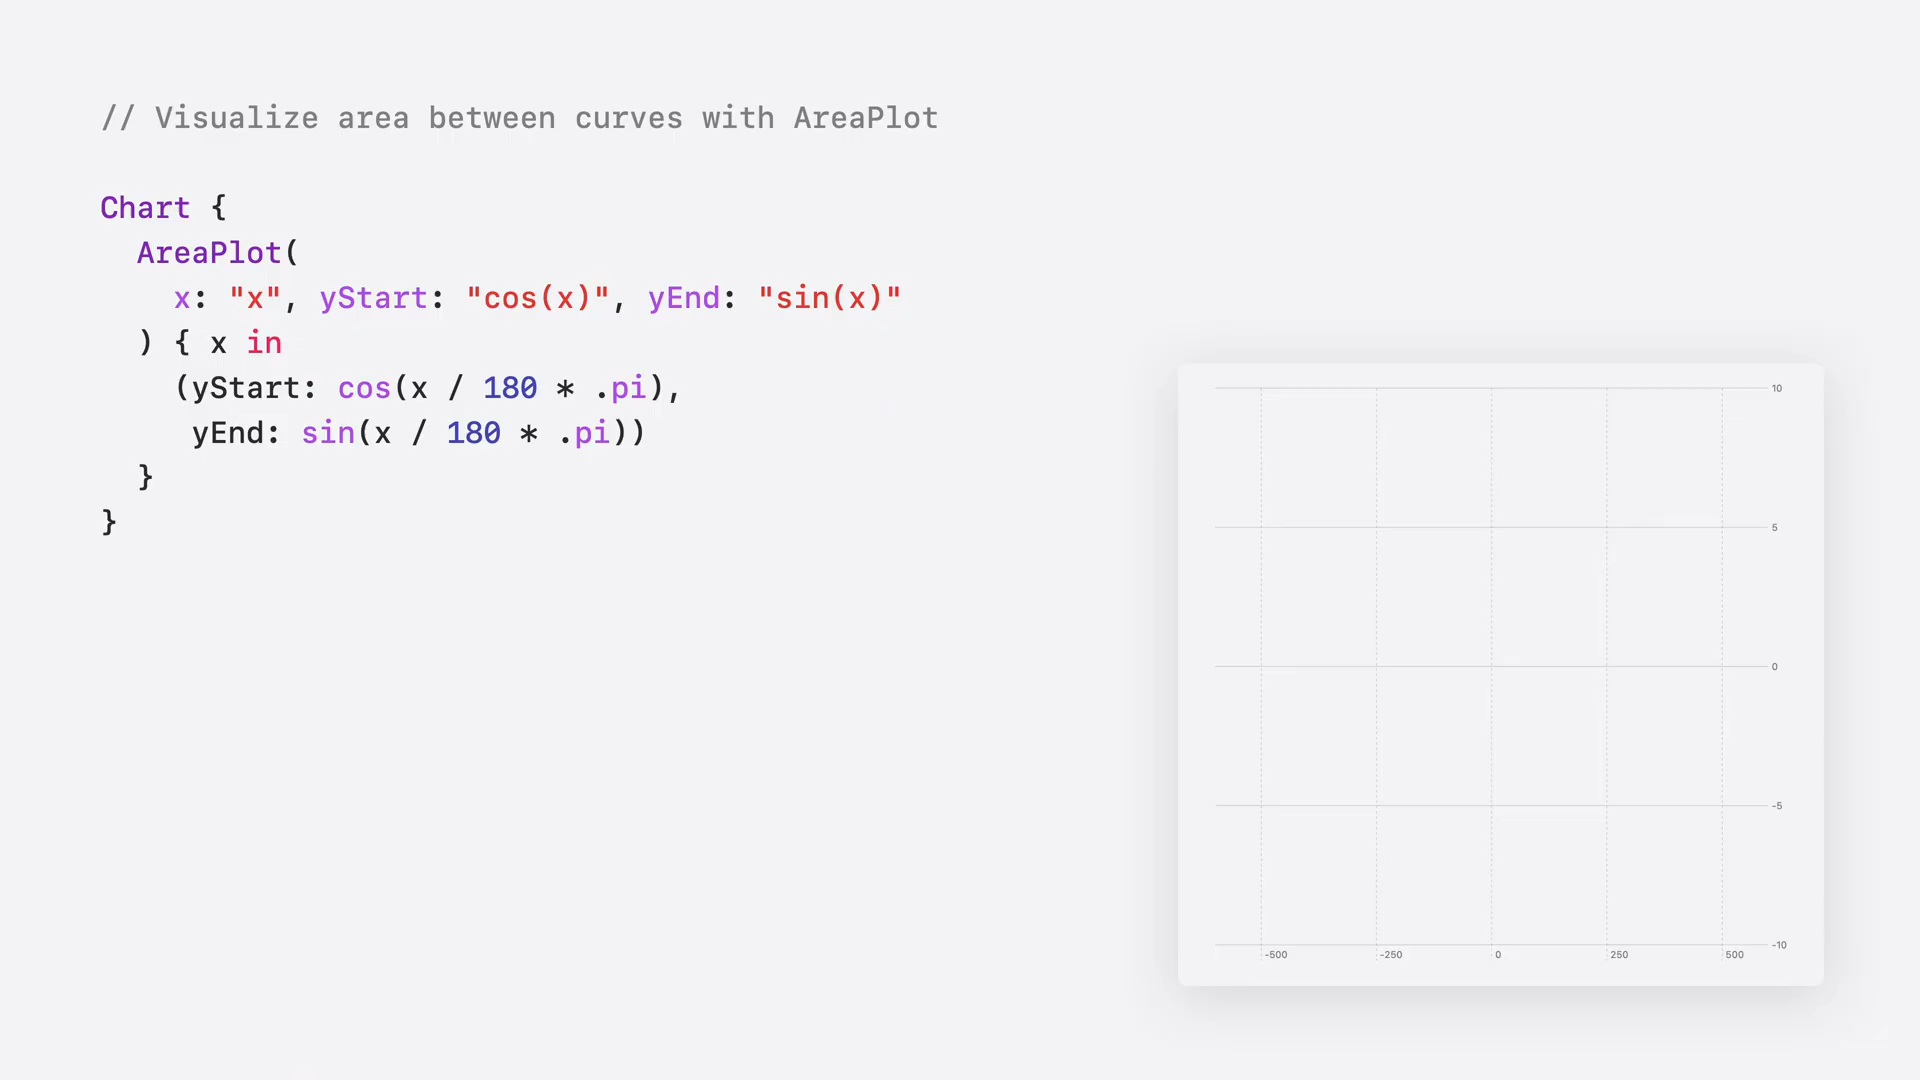 // Visualize area between curves with AreaPlot
Chart {
  AreaPlot(
    x: "x", yStart: "cos(x)", yEnd: "sin(x)"
  ) { x in
    (yStart: cos(x / 180 * .pi),
     yEnd: sin(x / 180 * .pi))
  }
}
10
5
0
-5
-10
-500 -250 0 250 500